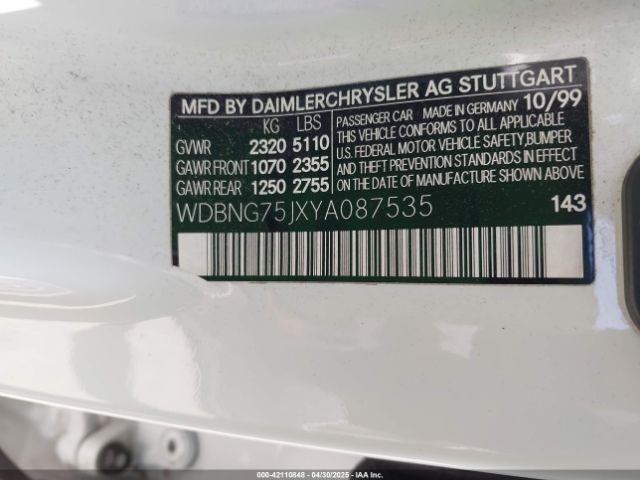 MFD BY DAIMLERCHRYSLER AG STUTTGART
KG LBS
GVWR 2320 5110
GAWR FRONT 1070 2355
GAWR REAR 1250 2755
PASSENGER CAR MADE IN GERMANY 10/99
THIS VEHICLE CONFORMS TO ALL APPLICABLE
U.S. FEDERAL MOTOR VEHICLE SAFETY, BUMPER
AND THEFT PREVENTION STANDARDS IN EFFECT
ON THE DATE OF MANUFACTURE SHOWN ABOVE
WDBNG75JXYA087535 143
000-42110848 - 04/30/2025 - IAA Inc.